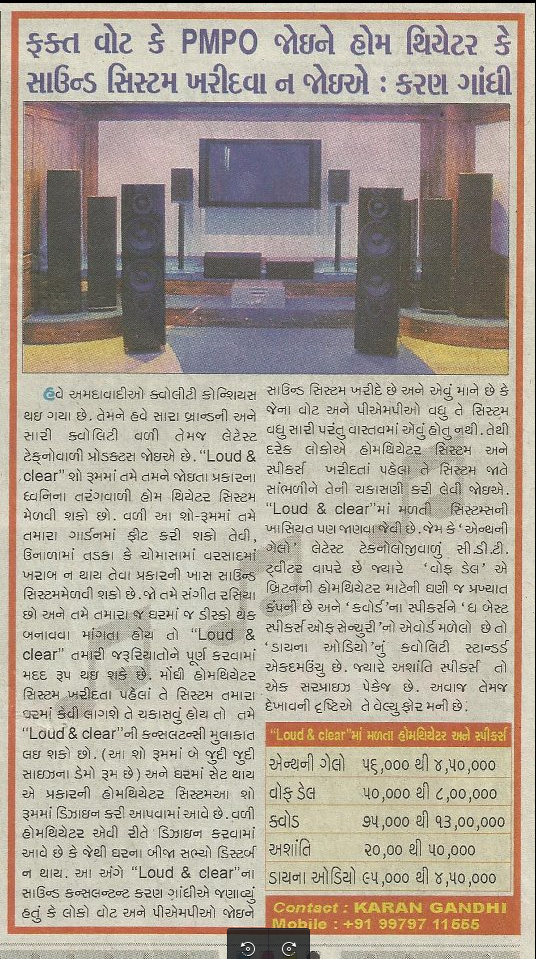 ફક્ત વોટ કે PMPO જોઇને હોમ થિયેટર કે
સાઉન્ડ સિસ્ટમ ખરીદવા ન જોઇએ : કરણ ગાંધી
હવે અમદાવાદીઓ ક્વોલીટી કોન્શિયસ
થઇ ગયા છે. તેમને હવે સારા બ્રાન્ડની અને
સારી ક્વોલિટી વળી તેમજ લેટેસ્ટ
ટેક્નોવાળી પ્રોડક્ટસ જોઇએ છે. “Loud &
clear” શો રૂમમાં તમે તમને જોઇતા પ્રકારના
ધ્વનિના તરંગવાળી હોમ થિયેટર સિસ્ટમ
મેળવી શકો છો. વળી આ શો-રૂમમાં તમે
તમારા ગાર્ડનમાં ફીટ કરી શકો તેવી,
ઉનાળામાં તડકા કે ચોમાસામાં વરસાદમાં
ખરાબ ન થાય તેવા પ્રકારની ખાસ સાઉન્ડ
સિસ્ટમમેળવી શકો છે. જો તમે સંગીત રસિયા
છો અને તમે તમારા જ ઘરમાં જ ડીસ્કો થેક
બનાવવા માંગતા હોય તો “Loud &
clear” તમારી જરૂરિયાતોને પૂર્ણ કરવામાં
મદદ રૂપ થઇ શકે છે. મોંઘી હોમથિયેટર
સિસ્ટમ ખરીદતા પહેલાં તે સિસ્ટમ તમારા
ઘરમાં કેવી લાગશે તે ચકાસવું હોય તો તમે
“Loud & clear”ની કન્સલટન્સી મુલાકાત
લઇ શકો છો. (આ શો રૂમમાં બે જુદી જુદી
સાઇઝના ડેમો રૂમ છે) અને ઘરમાં સેટ થાય
એ પ્રકારની હોમથિયેટર સિસ્ટમઆ શો
રૂમમાં ડિઝાઇન કરી આપવામાં આવે છે. વળી
હોમથિયેટર એવી રીતે ડિઝાઇન કરવામાં
આવે છે કે જેથી ઘરના બીજા સભ્યો ડિસ્ટર્બ
ન થાય. આ અંગે “Loud & clear”ના
સાઉન્ડ કન્સલન્ટ કરણ ગાંધીએ જણાવ્યું
હતું કે લોકો વોટ અને પીએમપીઓ જોઇને
સાઉન્ડ સિસ્ટમ ખરીદે છે અને એવું માને છે કે
જેના વોટ અને પીએમપીઓ વધુ તે સિસ્ટમ
વધુ સારી પરંતુ વાસ્તવમાં એવું હોતુ નથી. તેથી
દરેક લોકોએ હોમથિયેટર સિસ્ટમ અને
સ્પીકર્સ ખરીદતાં પહેલા તે સિસ્ટમ જાતે
સાંભળીને તેની ચકાસણી કરી લેવી જોઇએ.
“Loud & clear”માં મળતી સિસ્ટમ્સની
ખાસિયત પણ જાણવા જેવી છે. જેમ કે ‘એન્થની
ગેલો’ લેટેસ્ટ ટેકનોલોજીવાળું સી.ડી.ટી.
ટ્વીટર વાપરે છે જ્યારે ‘વોફ ડેલ’ એ
બ્રિટનની હોમથિયેટર માટેની ઘણી જ પ્રખ્યાત
કંપની છે અને ‘કવોર્ડ’ના સ્પીકર્સને ‘ધ બેસ્ટ
સ્પીકર્સ ઓફ સેન્ચુરી’નો એવોર્ડ મળેલો છે તો
‘ડાયના ઓડિયો’નું કવોલિટી સ્ટાન્ડર્ડ
એકદમઉંચુ છે. જ્યારે અશાંતિ સ્પીકર્સ તો
એક સરપ્રાઇઝ પેકેજ છે. અવાજ તેમજ
દેખાવની દૃષ્ટિએ તે વેલ્યુ ફોર મની છે.
“Loud & clear”માં મળતા હોમથિયેટર અને સ્પીકર્સ
એન્થની ગેલો ૫૬,૦૦૦ થી ૪,૫૦,૦૦૦
વોફ ડેલ ૫૦,૦૦૦ થી ૮,૦૦,૦૦૦
ક્વોડ ૭૫,૦૦૦ થી ૧૩,૦૦,૦૦૦
અશાંતિ ૨૦,૦૦ થી ૫૦,૦૦૦
ડાયના ઓડિયો ૯૫,૦૦૦ થી ૪,૫૦,૦૦૦
Contact : KARAN GANDHI
Mobile : +91 99797 11555